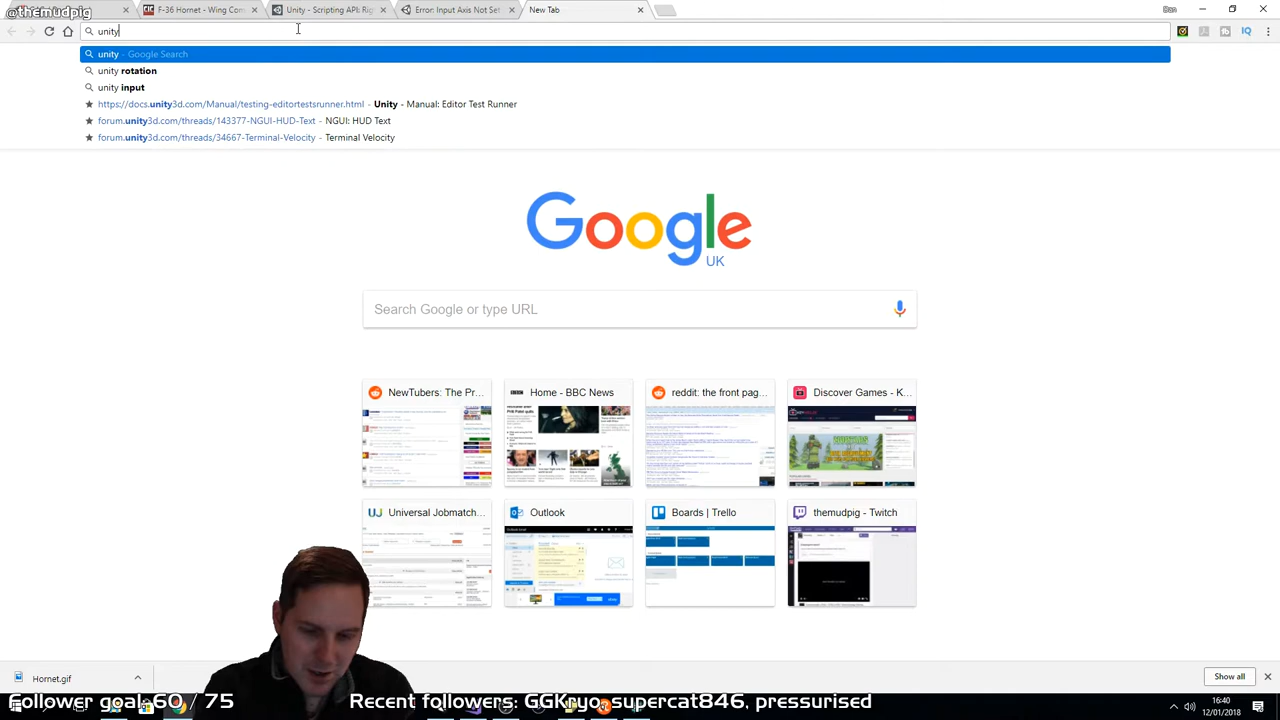 @themudpig
F-36 Hornet - Wing Com
Unity - Scripting API: Rig
Error: Input Axis Not Set
New Tab
Ben
unity
unity - Google Search
unity rotation
unity input
https://docs.unity3d.com/Manual/testing-editortestsrunner.html - Unity - Manual: Editor Test Runner
forum.unity3d.com/threads/143377-NGUI-HUD-Text - NGUI: HUD Text
forum.unity3d.com/threads/34667-Terminal-Velocity - Terminal Velocity
Google
UK
Search Google or type URL
NewTubers: The Pr...
Home - BBC News
reddit: the front pag...
Discover Games - K...
Universal Jobmatch...
Outlook
Boards | Trello
themudpig - Twitch
Hornet.gif
Show all
Follower goal: 60 / 75
Recent followers: GGKryo, supercat846, pressurised
16:40
12/01/2018